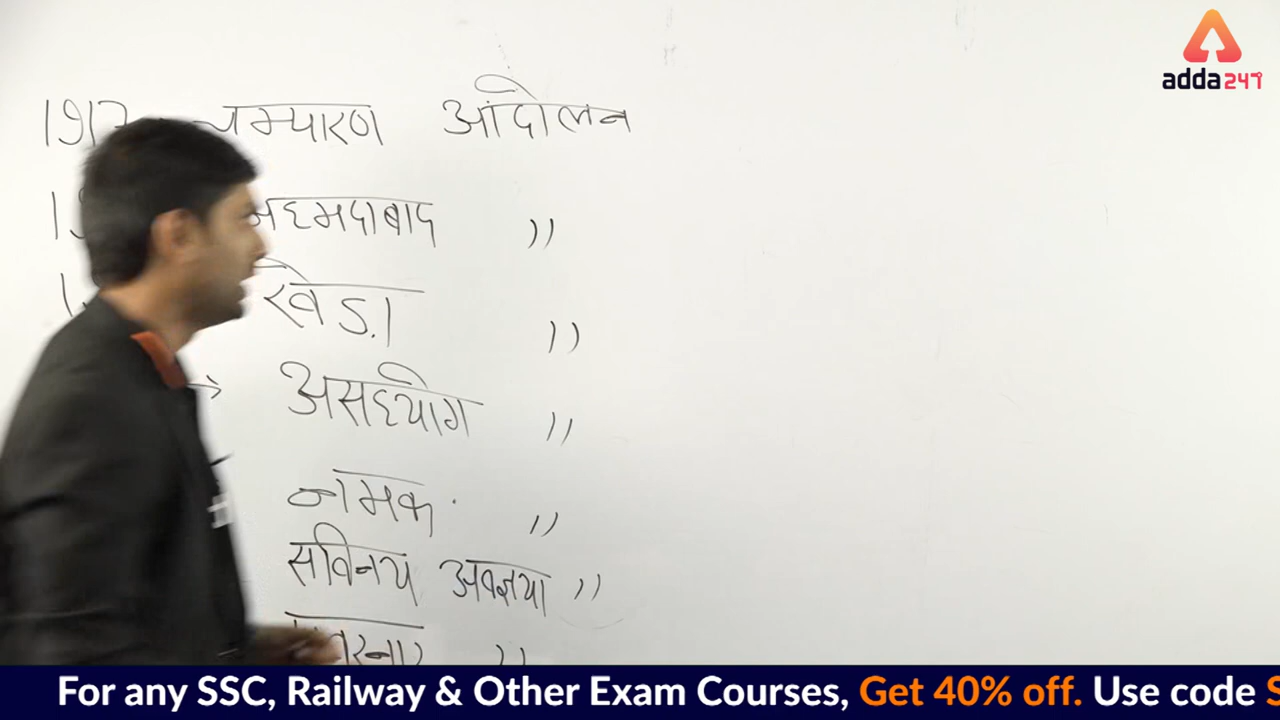 1917 चम्पारण आंदोलन
अहमदाबाद "
खेड़ा "
→ असहयोग "
नमक "
सविनय अवज्ञया "
"
adda247
For any SSC, Railway & Other Exam Courses, Get 40% off. Use code S